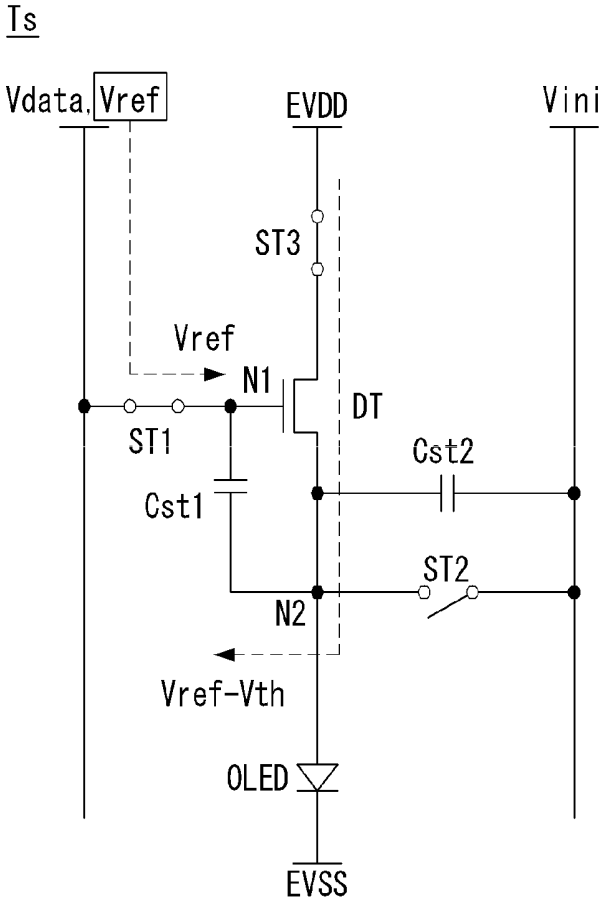 Ts
Vdata, Vref
EVDD
Vini
ST3
Vref
N1
DT
ST1
Cst2
Cst1
ST2
N2
Vref-Vth
OLED
EVSS